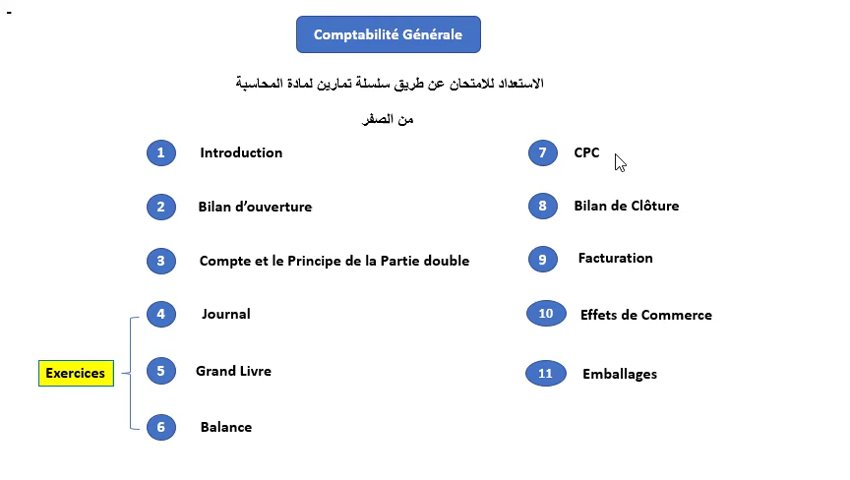 -
Comptabilité Générale
الاستعداد للامتحان عن طريق سلسلة تمارين لمادة المحاسبة
من الصفر
1 Introduction
2 Bilan d’ouverture
3 Compte et le Principe de la Partie double
4 Journal
5 Grand Livre
6 Balance
Exercices
7 CPC
8 Bilan de Clôture
9 Facturation
10 Effets de Commerce
11 Emballages